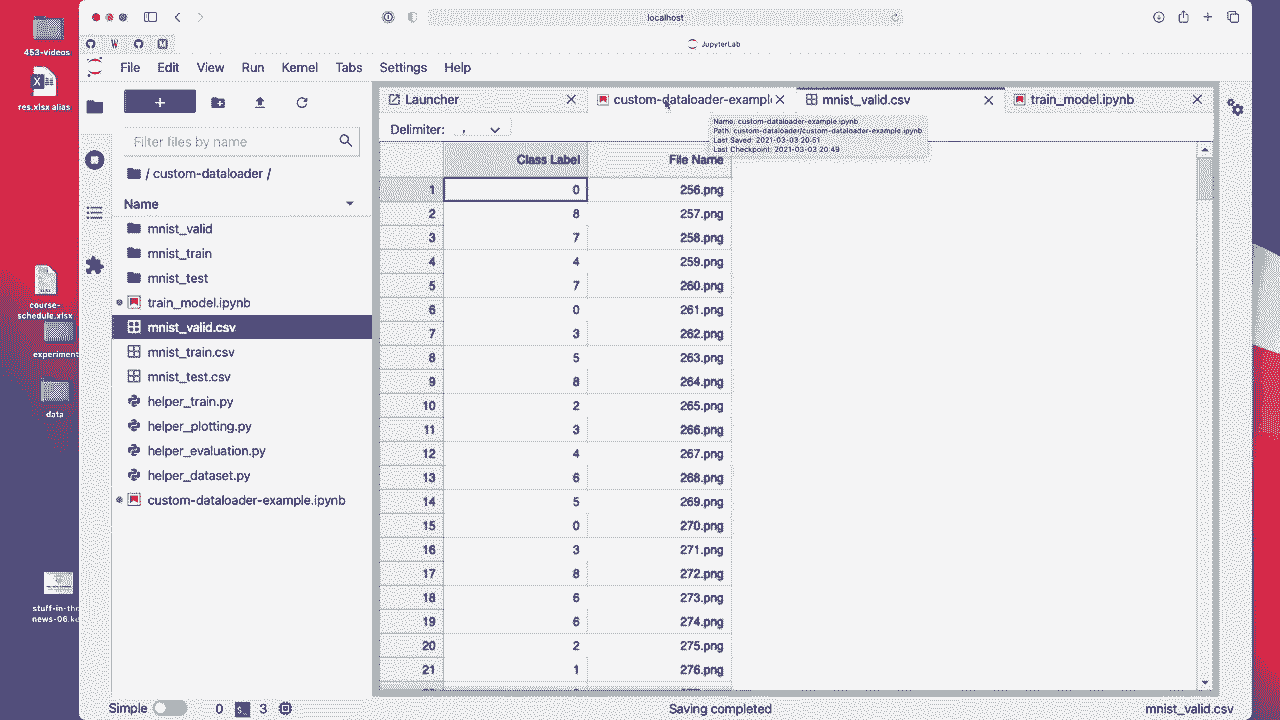 453-videos
res.xlsx alias
course-
schedule.xlsx
experiment
data
stuff-in-the
localhost
JupyterLab
File Edit View Run Kernel Tabs Settings Help
Filter files by name
/ custom-dataloader /
Name
mnist_valid
mnist_train
mnist_test
train_model.ipynb
mnist_valid.csv
mnist_train.csv
mnist_test.csv
helper_train.py
helper_plotting.py
helper_evaluation.py
helper_dataset.py
custom-dataloader-example.ipynb
Launcher custom-dataloader-example mnist_valid.csv train_model.ipynb
Delimiter: ,
Name: custom-dataloader-example.ipynb
Path: custom-dataloader/custom-dataloader-example.ipynb
Last Saved: 2021-03-03 20:51
Last Checkpoint: 2021-03-03 20:49
Class Label File Name
1 0 256.png
2 8 257.png
3 7 258.png
4 4 259.png
5 7 260.png
6 0 261.png
7 3 262.png
8 5 263.png
9 8 264.png
10 2 265.png
11 3 266.png
12 4 267.png
13 6 268.png
14 5 269.png
15 0 270.png
16 3 271.png
17 8 272.png
18 6 273.png
19 6 274.png
20 2 275.png
21 1 276.png
Simple 0 3 Saving completed mnist_valid.csv